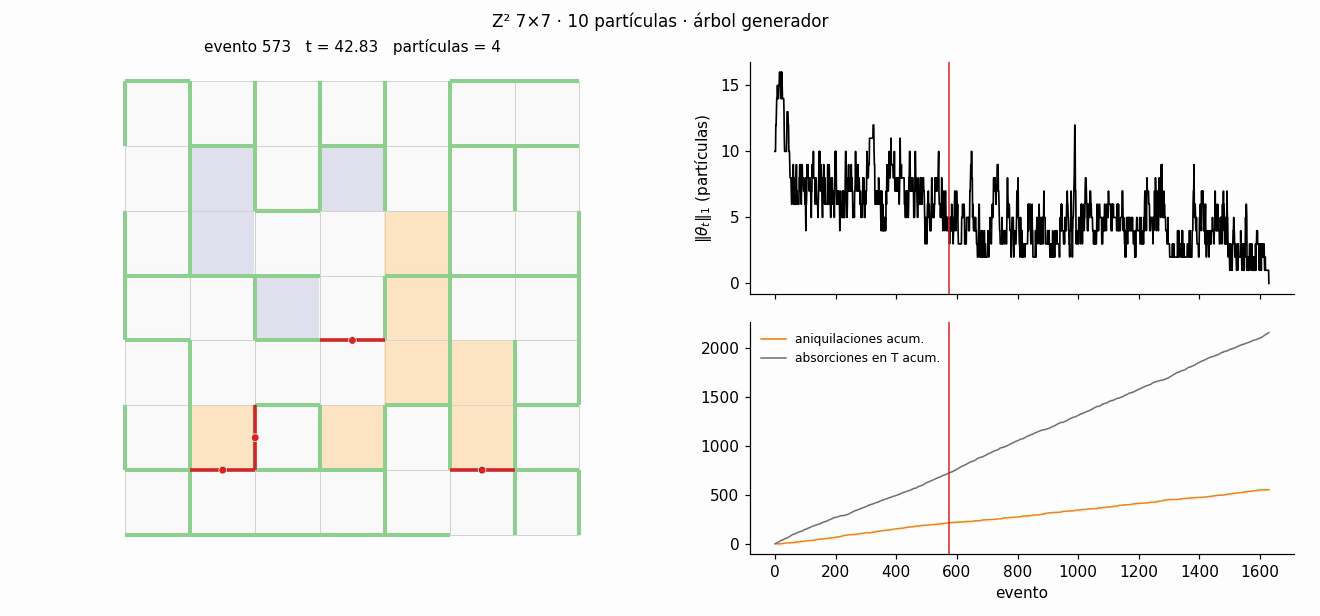 Z² 7×7 · 10 partículas · árbol generador
evento 573   t = 42.83   partículas = 4
‖θₜ‖₁ (partículas)
15
10
5
0
aniquilaciones acum.
absorciones en T acum.
2000
1500
1000
500
0
0 200 400 600 800 1000 1200 1400 1600
evento